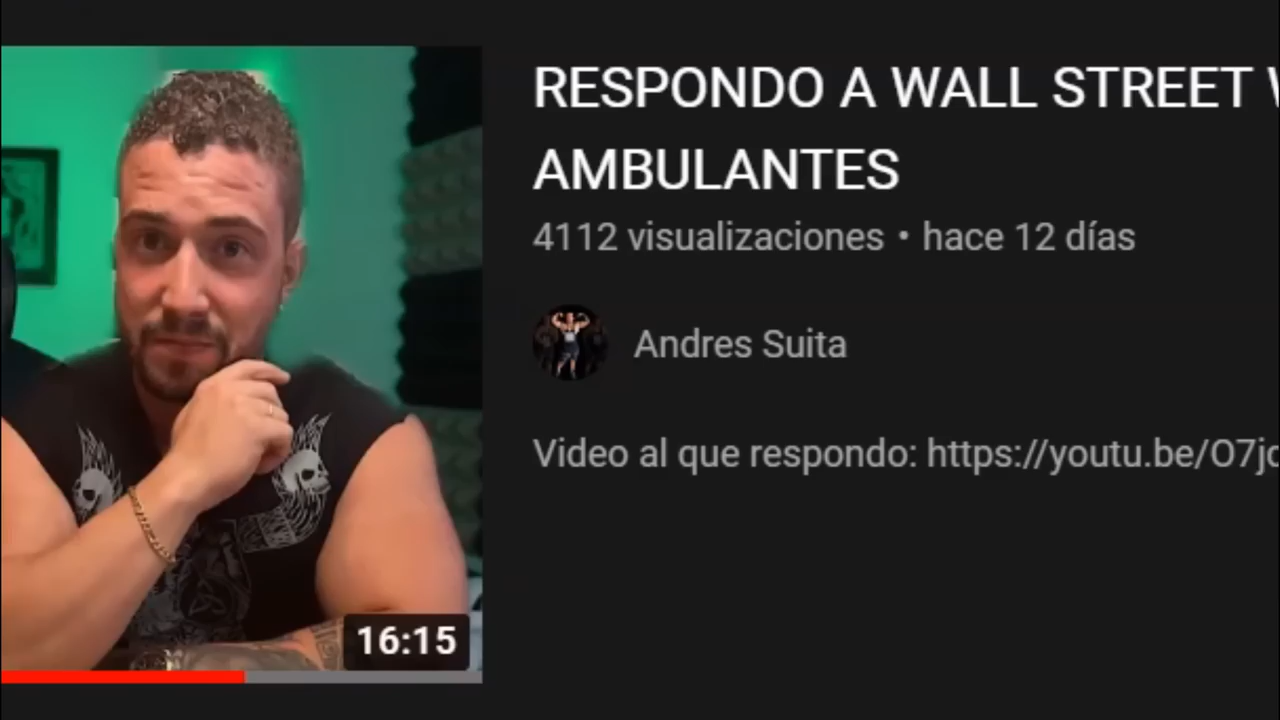 RESPONDO A WALL STREET
AMBULANTES
4112 visualizaciones • hace 12 días
Andres Suita
Video al que respondo: https://youtu.be/O7jc
16:15